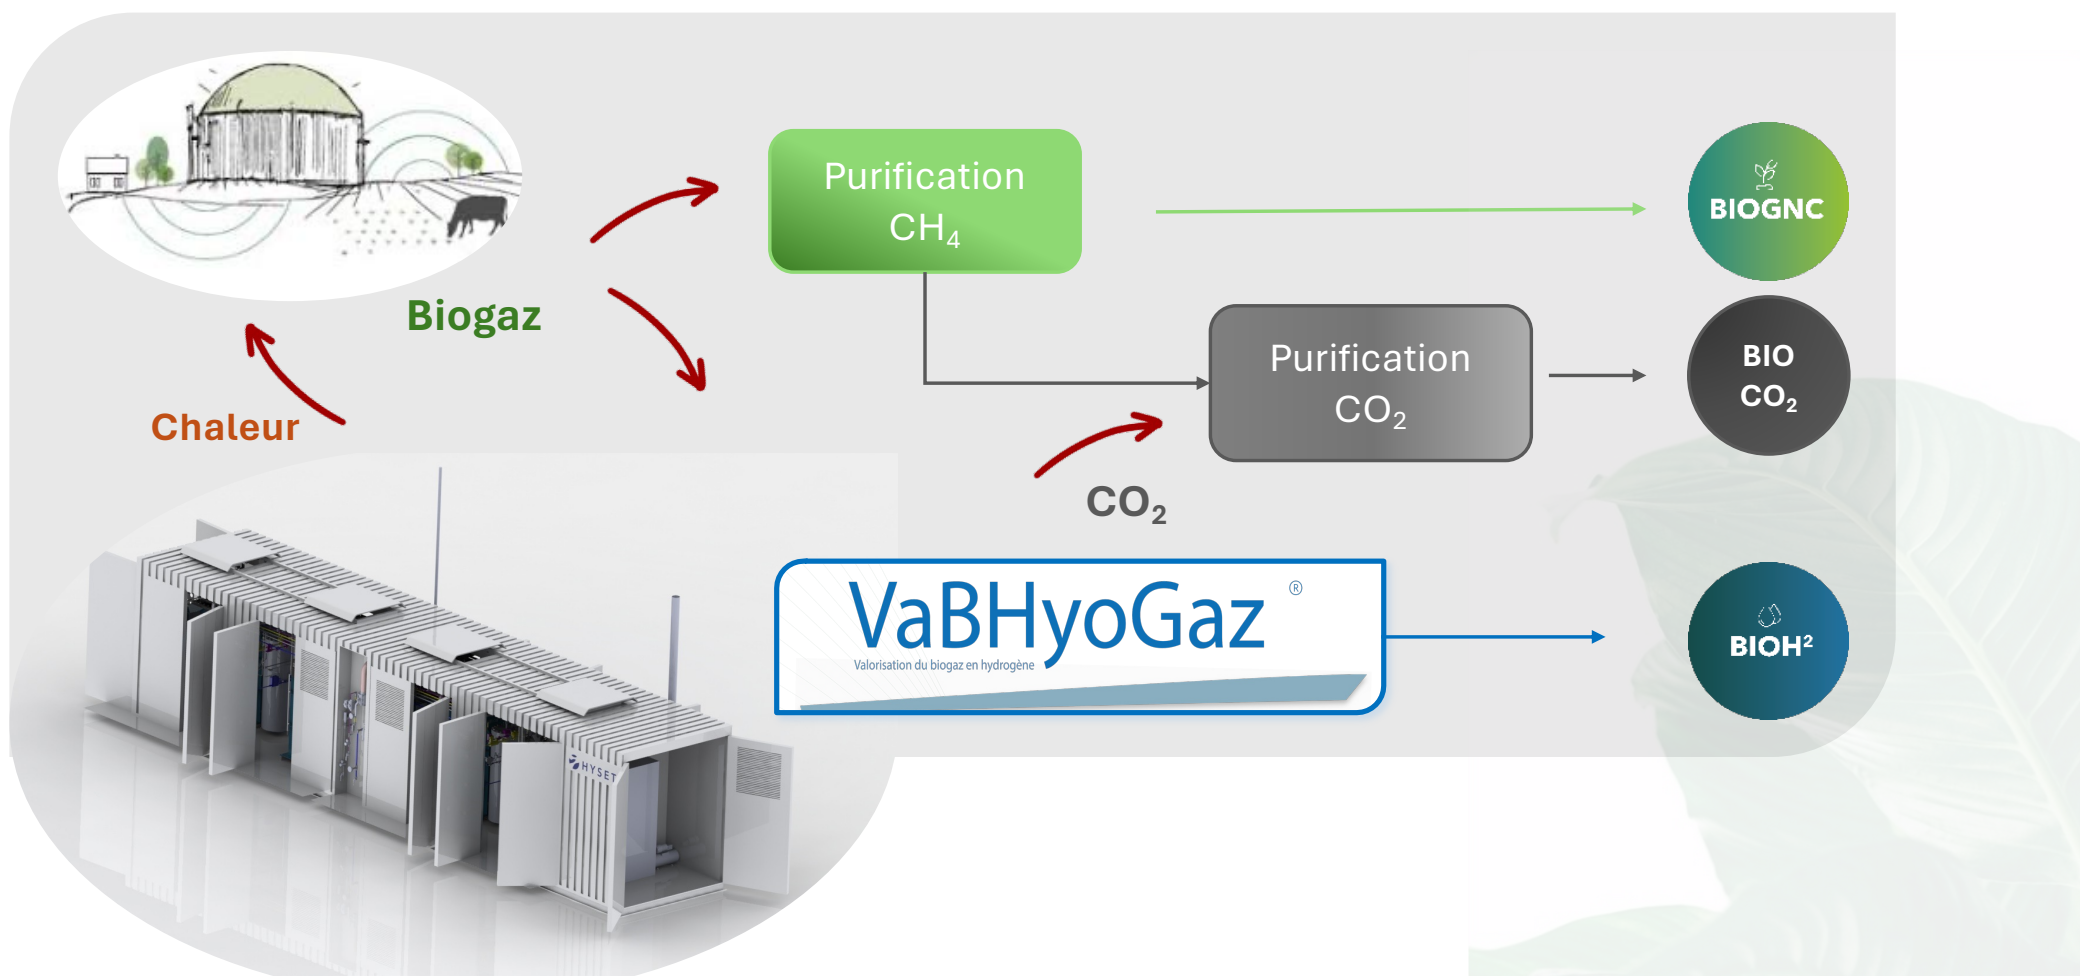 Purification
CH₄
BIOGNC
Biogaz
Purification
CO₂
BIO
CO₂
Chaleur
CO₂
VaBHyoGaz ®
Valorisation du biogaz en hydrogène
BIOH²
HYSET